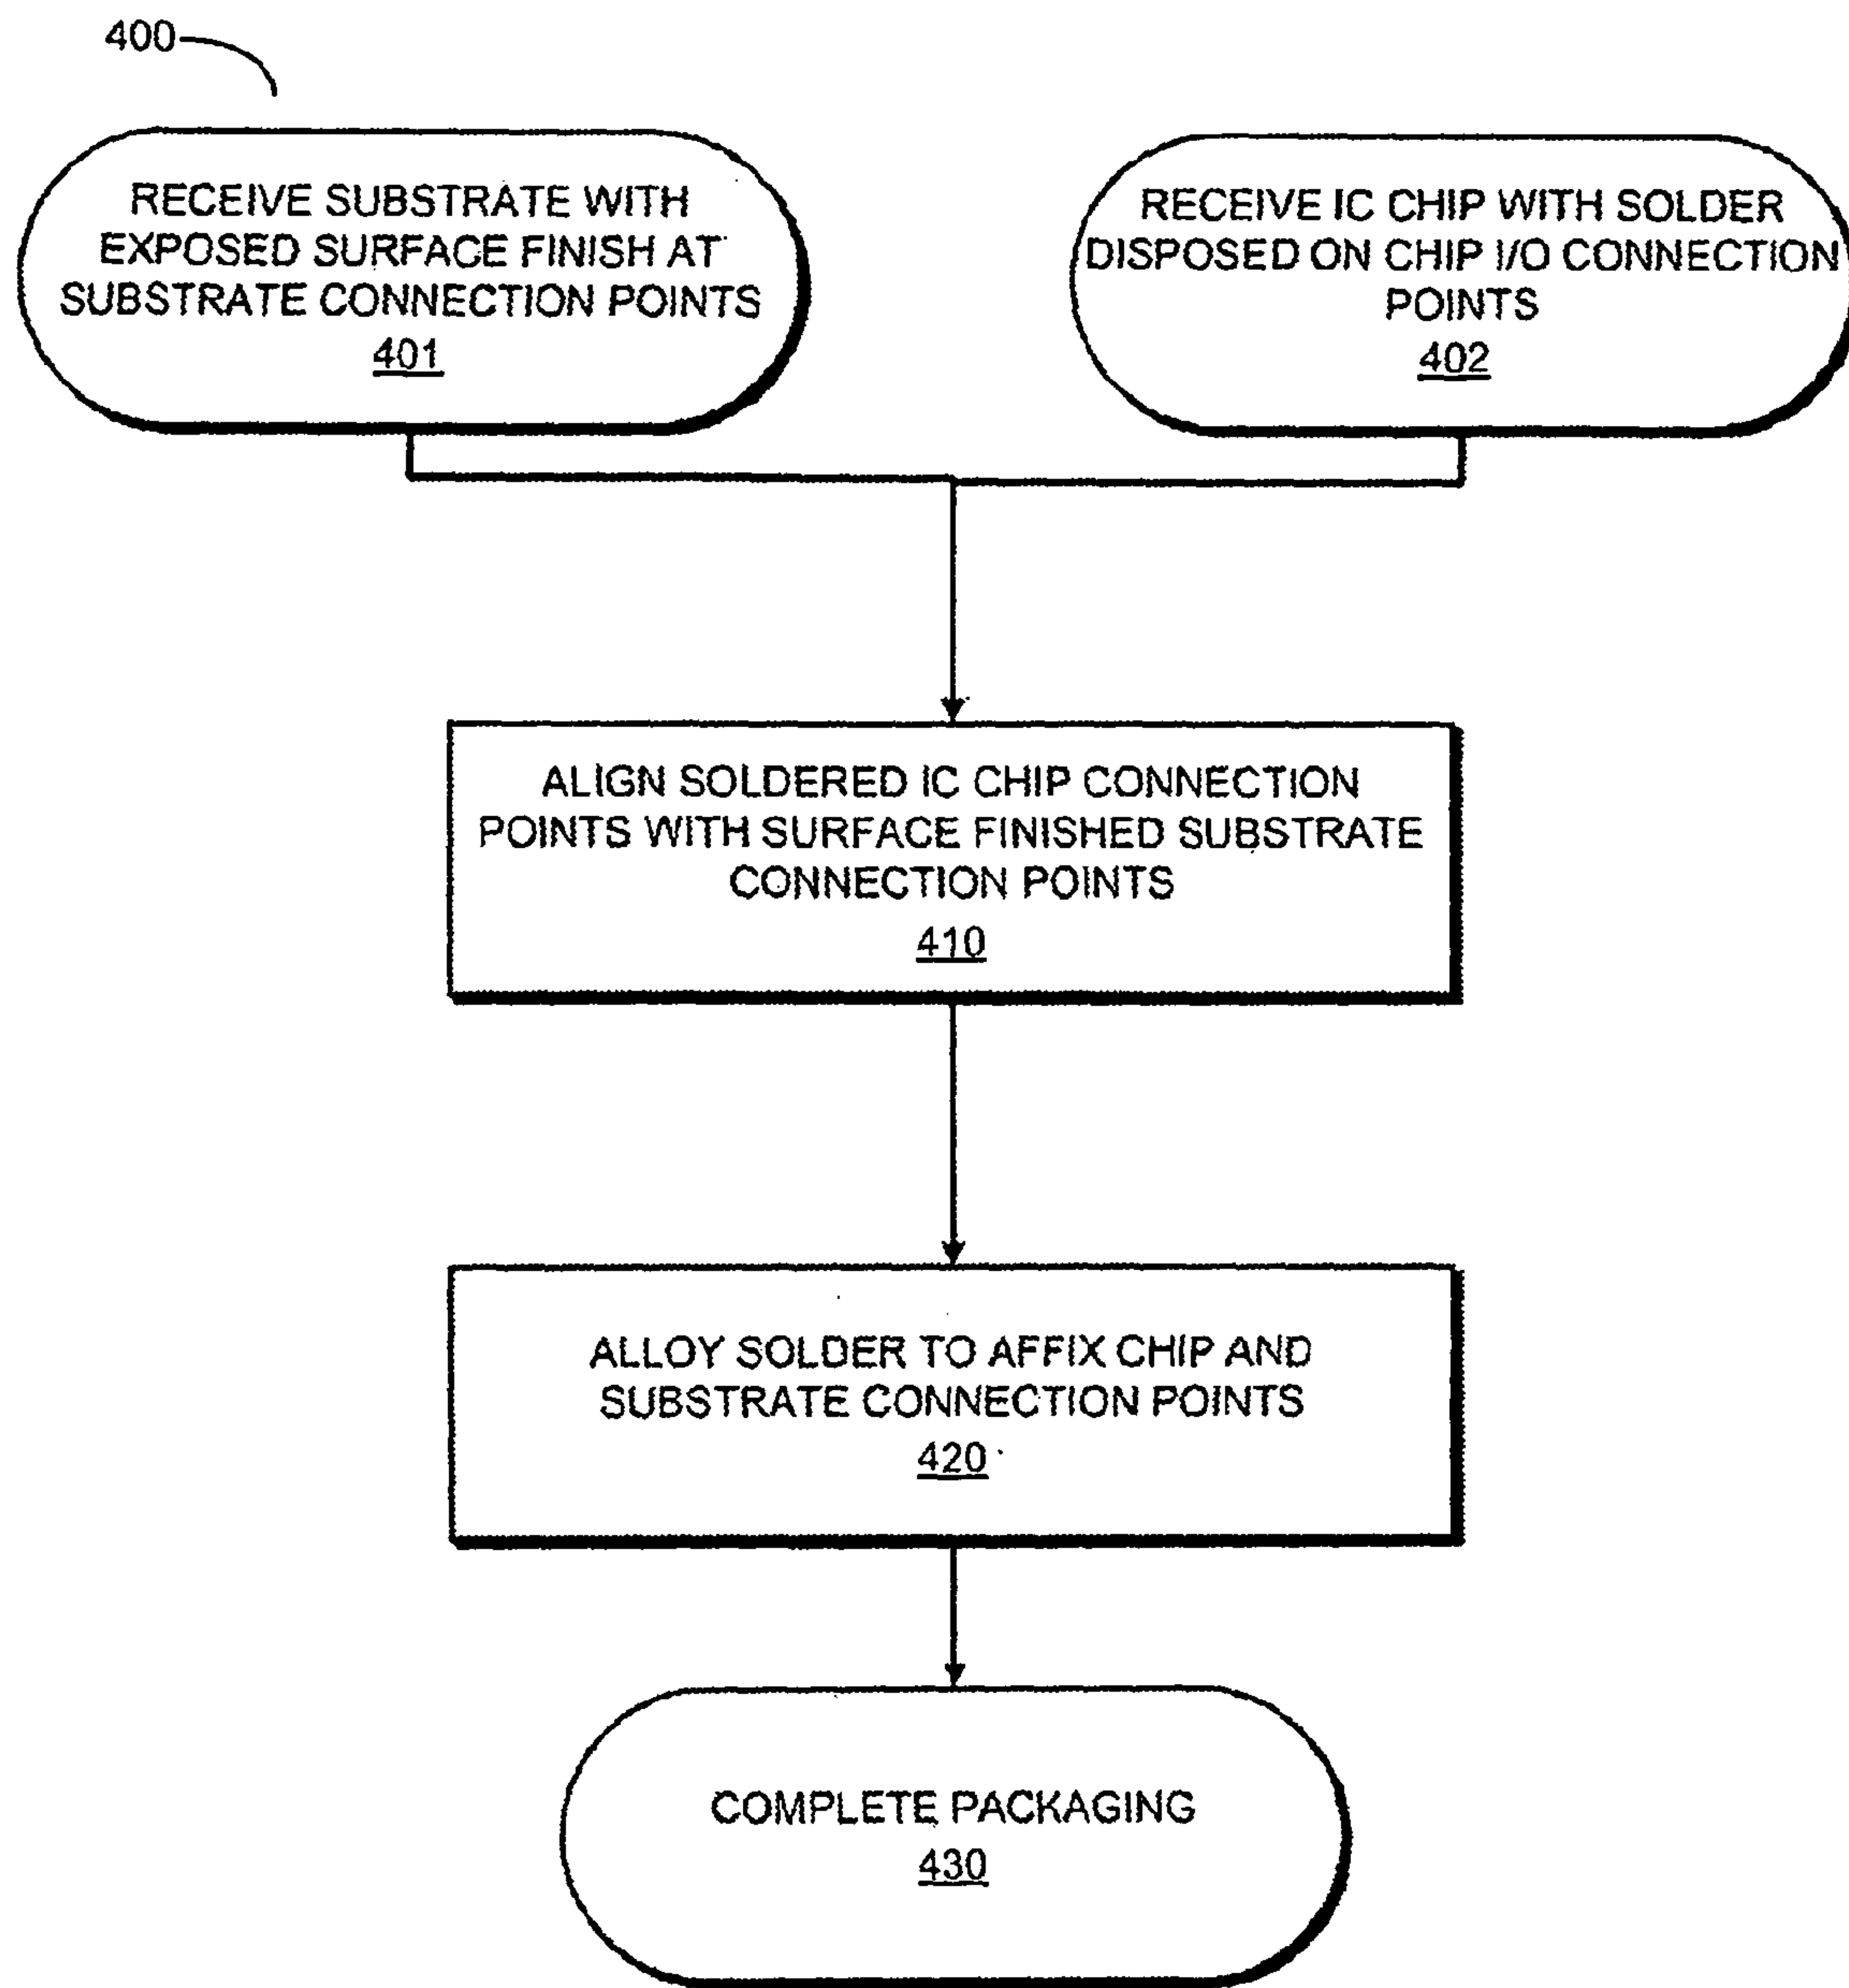 400
RECEIVE SUBSTRATE WITH
EXPOSED SURFACE FINISH AT
SUBSTRATE CONNECTION POINTS
401
RECEIVE IC CHIP WITH SOLDER
DISPOSED ON CHIP I/O CONNECTION
POINTS
402
ALIGN SOLDERED IC CHIP CONNECTION
POINTS WITH SURFACE FINISHED SUBSTRATE
CONNECTION POINTS
410
ALLOY SOLDER TO AFFIX CHIP AND
SUBSTRATE CONNECTION POINTS
420
COMPLETE PACKAGING
430